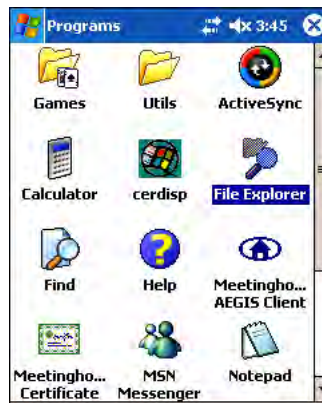 Programs 3:45
Games Utils ActiveSync
Calculator cerdisp File Explorer
Find Help Meetingho...
AEGIS Client
Meetingho... MSN Notepad
Certificate Messenger